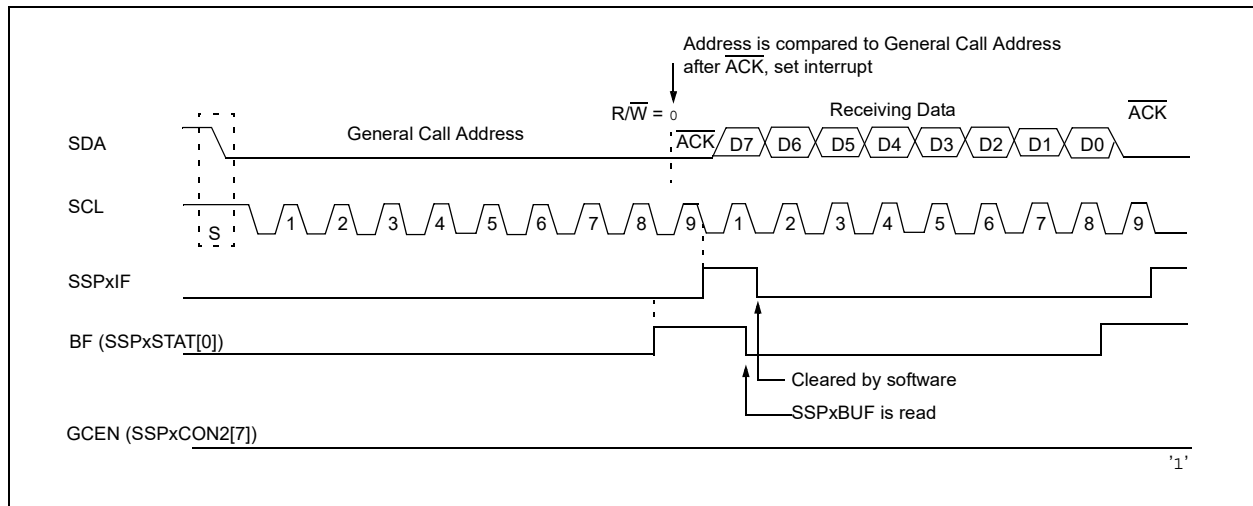 Address is compared to General Call Address
after ACK, set interrupt
R/W = 0
Receiving Data
ACK
General Call Address
SDA
ACK
D7 D6 D5 D4 D3 D2 D1 D0
SCL
S
1 2 3 4 5 6 7 8 9 1 2 3 4 5 6 7 8 9
SSPxIF
BF (SSPxSTAT[0])
Cleared by software
SSPxBUF is read
GCEN (SSPxCON2[7])
'1'